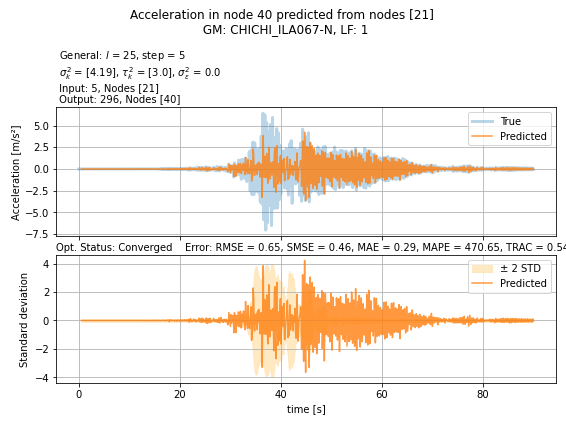 Acceleration in node 40 predicted from nodes [21]
GM: CHICHI_ILA067-N, LF: 1
General: l = 25, step = 5
σ²ₖ = [4.19], τ²ₖ = [3.0], σ²ε = 0.0
Input: 5, Nodes [21]
Output: 296, Nodes [40]
Acceleration [m/s²]
5.0
2.5
0.0
−2.5
−5.0
−7.5
True
Predicted
Opt. Status: Converged Error: RMSE = 0.65, SMSE = 0.46, MAE = 0.29, MAPE = 470.65, TRAC = 0.54
Standard deviation
4
2
0
−2
−4
± 2 STD
Predicted
0 20 40 60 80
time [s]